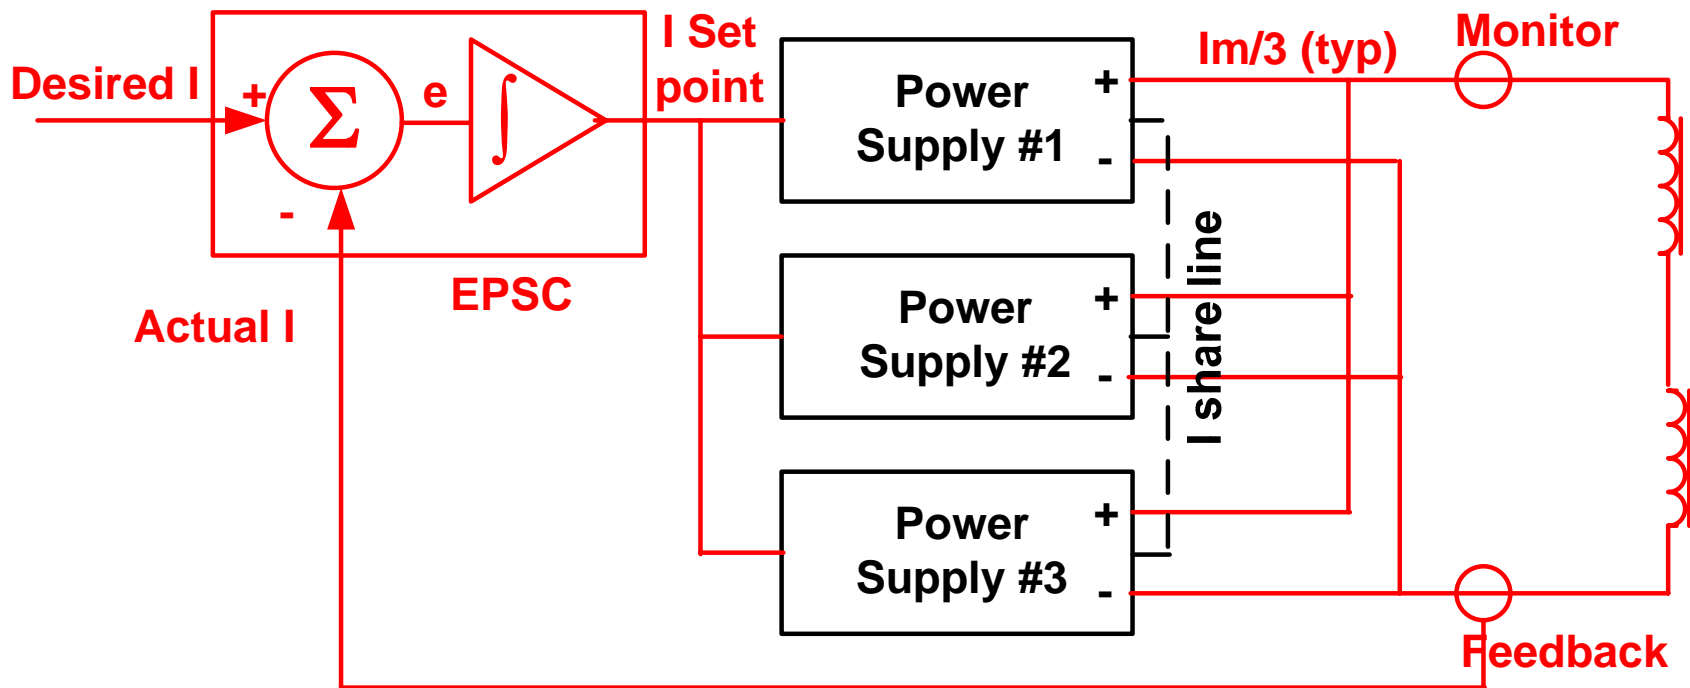 Desired I
+
Σ
-
e
∫
I Set
point
EPSC
Actual I
Power
Supply #1
+
-
Power
Supply #2
+
-
Power
Supply #3
+
-
I share line
Im/3 (typ)
Monitor
Feedback